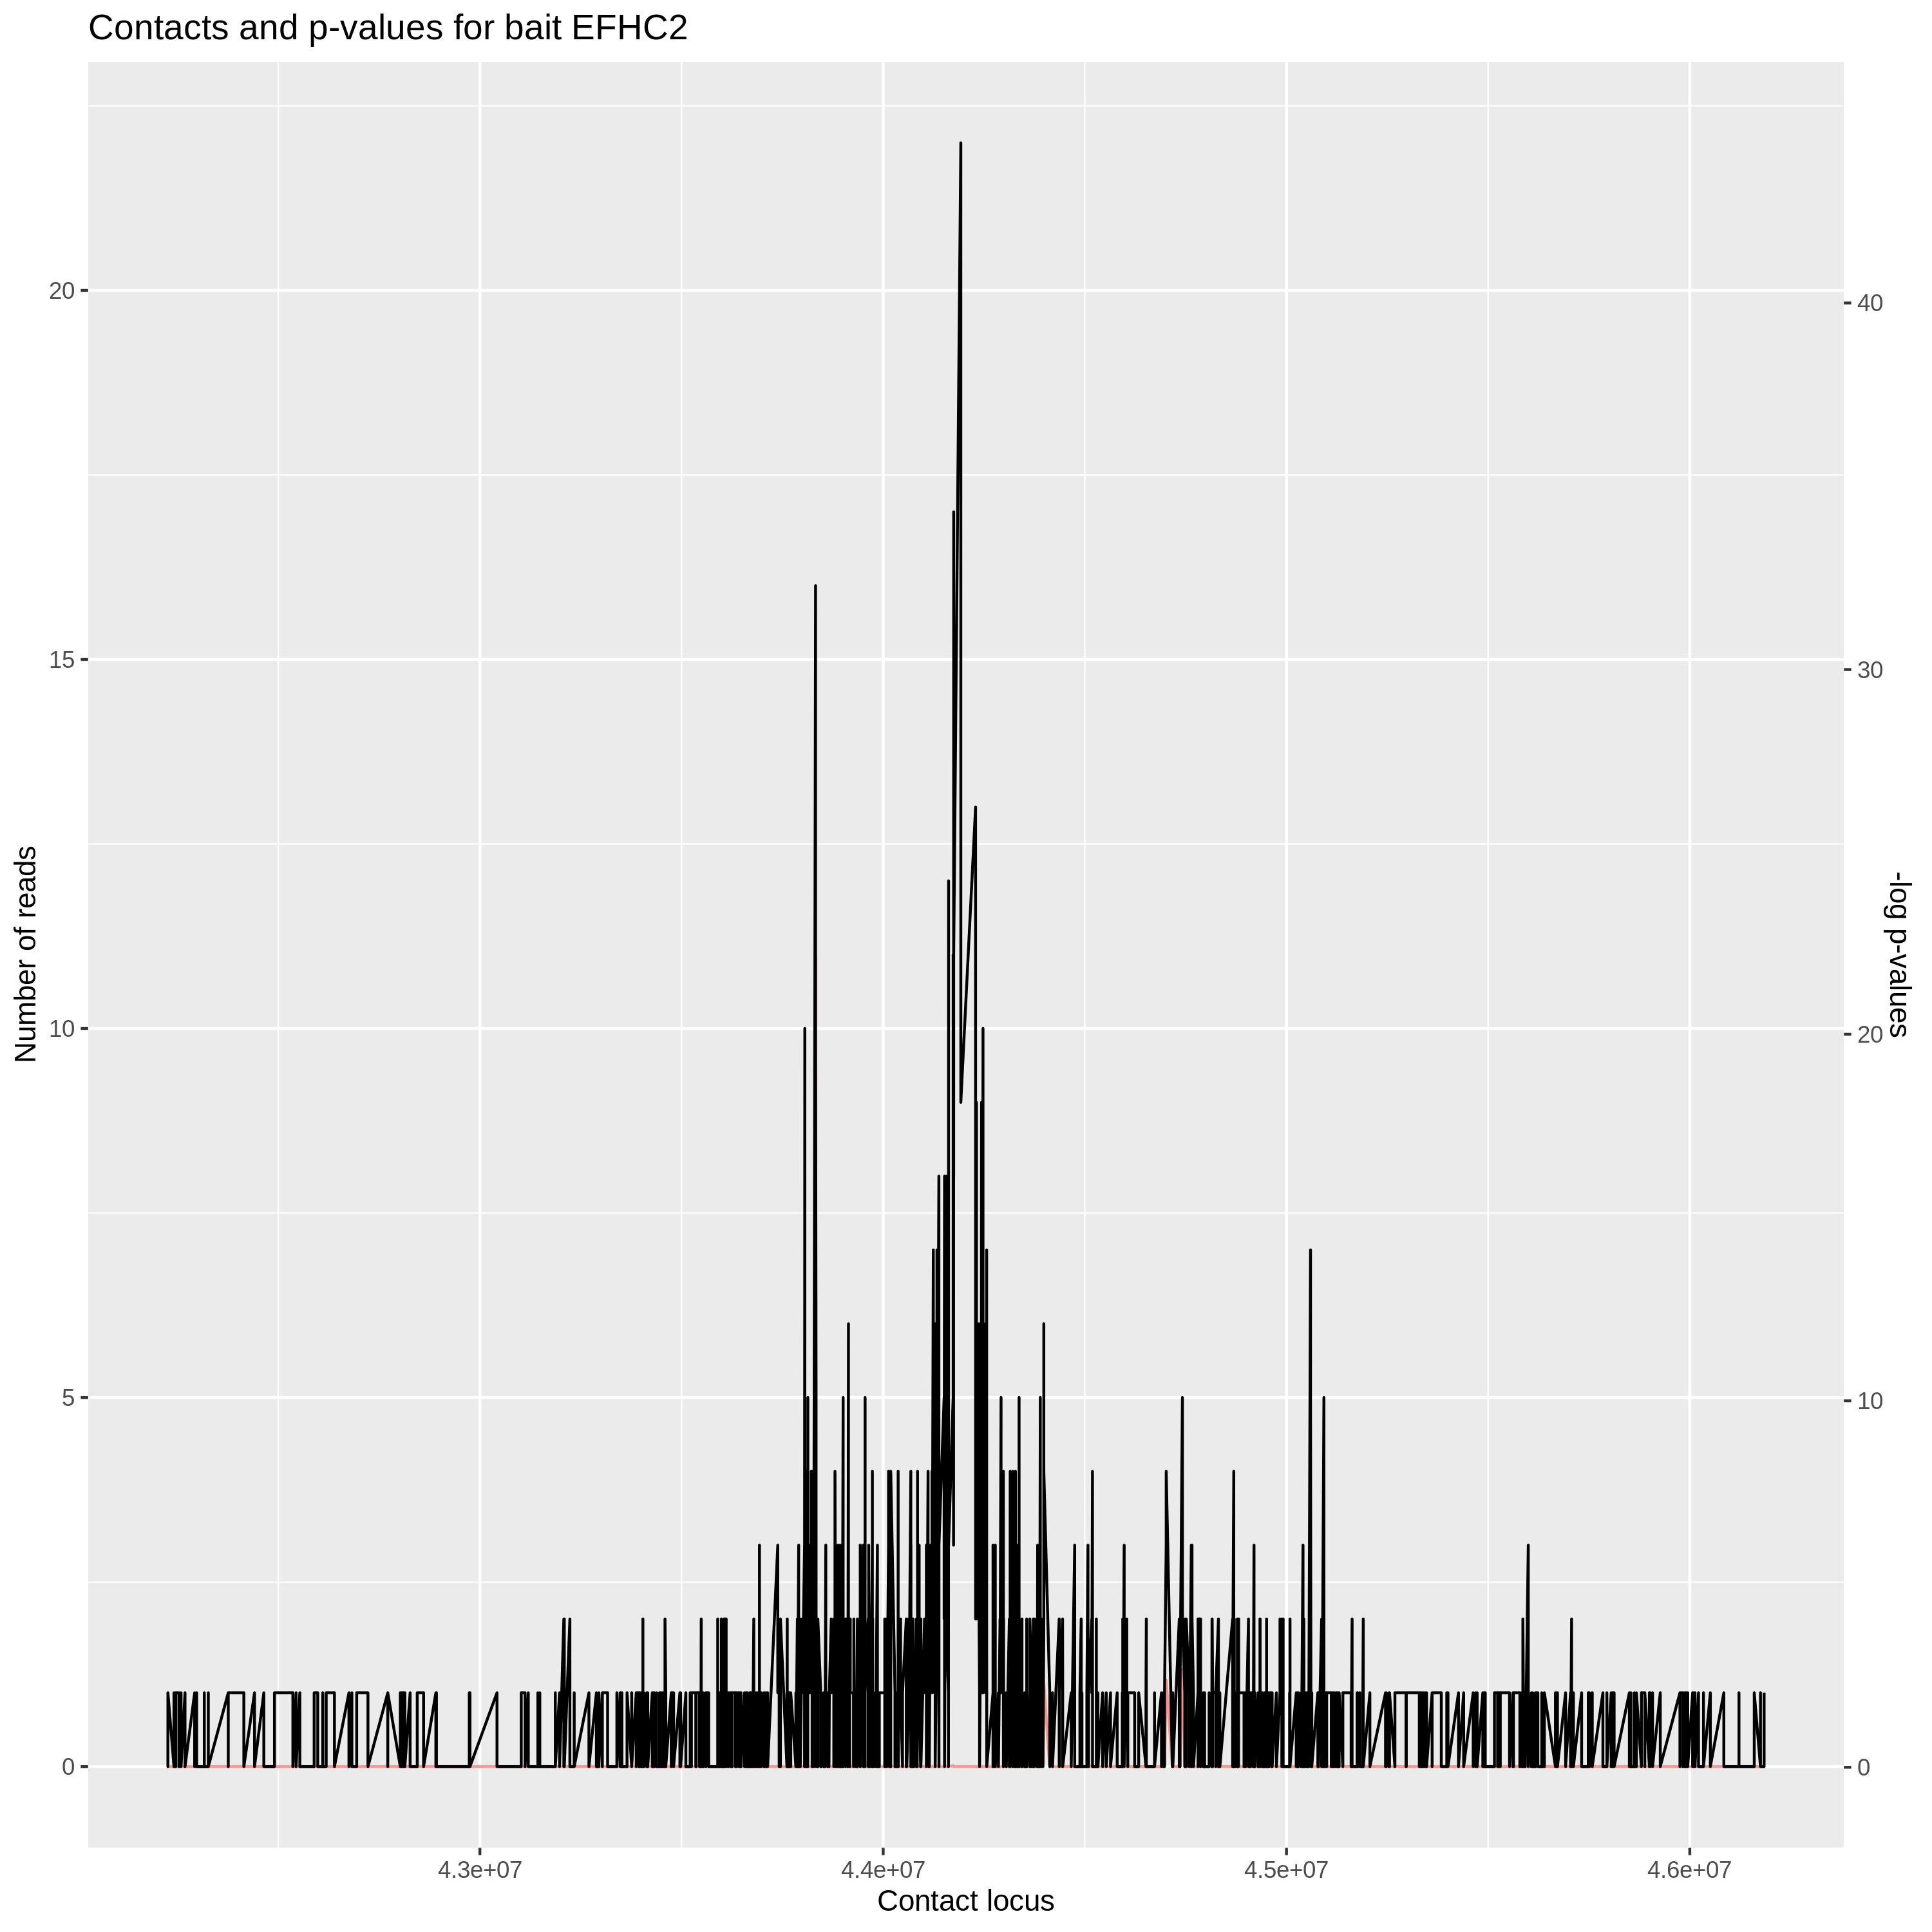 Contacts and p-values for bait EFHC2
20
15
10
5
0
Number of reads
40
30
20
10
0
-log p-values
4.3e+07
4.4e+07
4.5e+07
4.6e+07
Contact locus